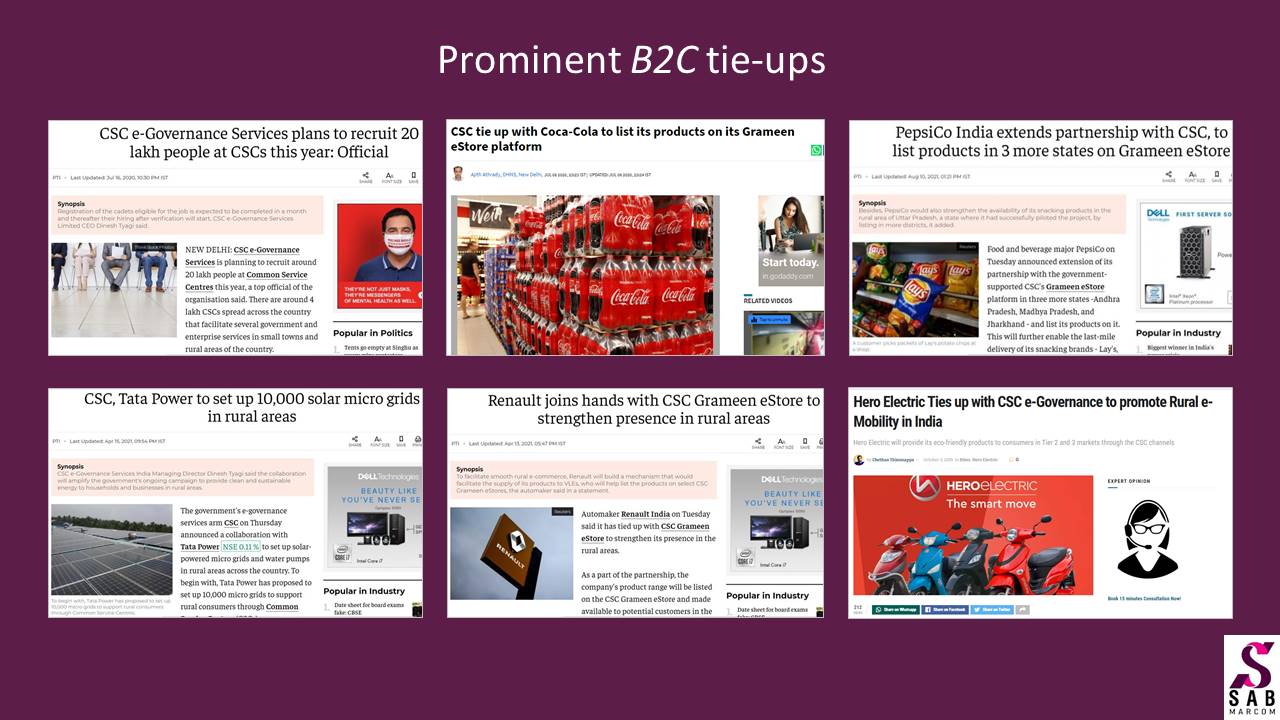 Prominent B2C tie-ups
CSC e-Governance Services plans to recruit 20
lakh people at CSCs this year: Official
PTI • Last Updated: Jul 16, 2020, 10:30 PM IST
SHARE
FONT SIZE
SAVE
Synopsis
Registration of the cadets eligible for the job is expected to be completed in a month
and thereafter their hiring after verification will start, CSC e-Governance Services
Limited CEO Dinesh Tyagi said.
NEW DELHI: CSC e-Governance
Services is planning to recruit around
20 lakh people at Common Service
Centres this year, a top official of the
organisation said. There are around 4
lakh CSCs spread across the country
that facilitate several government and
enterprise services in small towns and
rural areas of the country.
THEY'RE NOT JUST MASKS,
THEY'RE MESSENGERS
OF MENTAL HEALTH AS WELL.
Popular in Politics
1. Tents go empty at Singhu as
CSC tie up with Coca-Cola to list its products on its Grameen
eStore platform
Ajith Athrady, DHNS, New Delhi,
Coca-Cola
Coca-Cola
Coca-Cola
Start today.
in.godaddy.com
RELATED VIDEOS
Tap to unmute
PepsiCo India extends partnership with CSC, to
list products in 3 more states on Grameen eStore
PTI • Last Updated: Aug 10, 2021, 01:21 PM IST
SHARE
FONT SIZE
SAVE
Synopsis
Besides, PepsiCo would also strengthen the availability of its snacking products in the
rural area of Uttar Pradesh, a state where it had successfully piloted the project, by
listing in more districts, it added.
Reuters
Lay's
A customer picks packets of Lay's potato chips at
a shop.
Food and beverage major PepsiCo on
Tuesday announced extension of its
partnership with the government-
supported CSC's Grameen eStore
platform in three more states -Andhra
Pradesh, Madhya Pradesh, and
Jharkhand - and list its products on it.
This will further enable the last-mile
delivery of its snacking brands - Lay's,
DELL Technologies
FIRST SERVER SO
Powe
Intel® Xeon®
Platinum processor
Popular in Industry
1. Biggest winner in India's
CSC, Tata Power to set up 10,000 solar micro grids
in rural areas
PTI • Last Updated: Apr 15, 2021, 09:54 PM IST
SHARE
FONT SIZE
SAVE
Synopsis
CSC e-Governance Services India Managing Director Dinesh Tyagi said the collaboration
will amplify the government's ongoing campaign to provide clean and sustainable
energy to households and businesses in rural areas.
To begin with, Tata Power has proposed to set up
10,000 micro grids to support rural consumers
through Common Service Centres.
The government's e-governance
services arm CSC on Thursday
announced a collaboration with
Tata Power NSE 0.11 % to set up solar-
powered micro grids and water pumps
in rural areas across the country. To
begin with, Tata Power has proposed to
set up 10,000 micro grids to support
rural consumers through Common
DELL Technologies
BEAUTY LIKE
YOU'VE NEVER SE
Intel Core i7
Popular in Industry
1. Date sheet for board exams
fake: CBSE
Renault joins hands with CSC Grameen eStore to
strengthen presence in rural areas
PTI • Last Updated: Apr 13, 2021, 05:47 PM IST
SHARE
FONT SIZE
SAVE
Synopsis
To facilitate smooth rural e-commerce, Renault will build a mechanism that would
facilitate the supply of its products to VLEs, who will help list the products on select CSC
Grameen eStores, the automaker said in a statement.
Reuters
RENAULT
Automaker Renault India on Tuesday
said it has tied up with CSC Grameen
eStore to strengthen its presence in the
rural areas.
As a part of the partnership, the
company's product range will be listed
on the CSC Grameen eStore and made
available to potential customers in the
DELL Technologies
BEAUTY LIKE
YOU'VE NEVER SE
Intel Core i7
Popular in Industry
1. Date sheet for board exams
fake: CBSE
Hero Electric Ties up with CSC e-Governance to promote Rural e-
Mobility in India
Hero Electric will provide its eco-friendly products to consumers in Tier 2 and 3 markets through the CSC channels
by Chethan Thimmappa
HERO ELECTRIC
The smart move
EXPERT OPINION
Book 15 minutes Consultation Now!
212
Share on Whatsapp
Share on Facebook
Share on Twitter
SAB
MARCOM